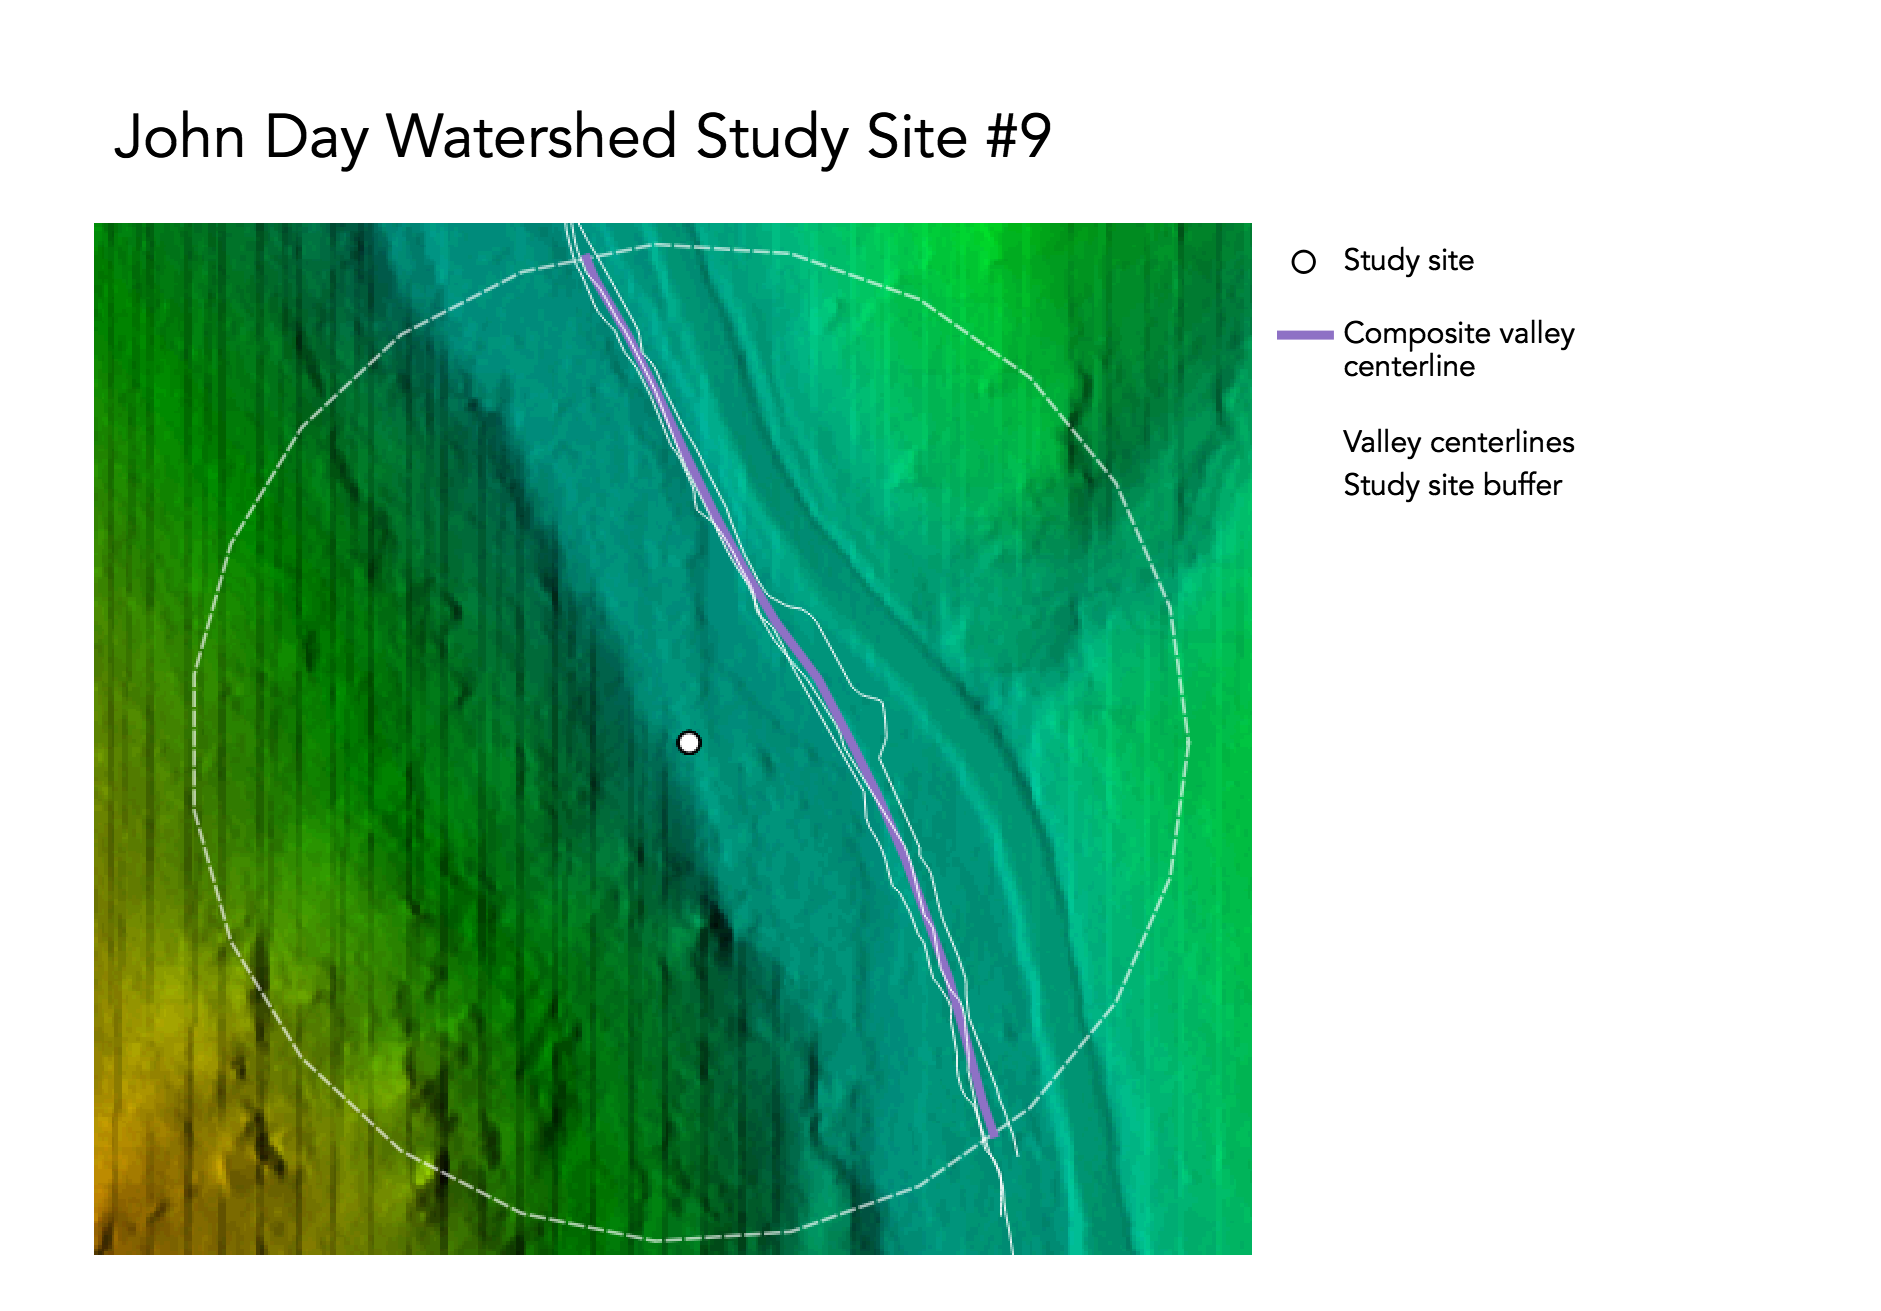 John Day Watershed Study Site #9
Study site
Composite valley
centerline
Valley centerlines
Study site buffer